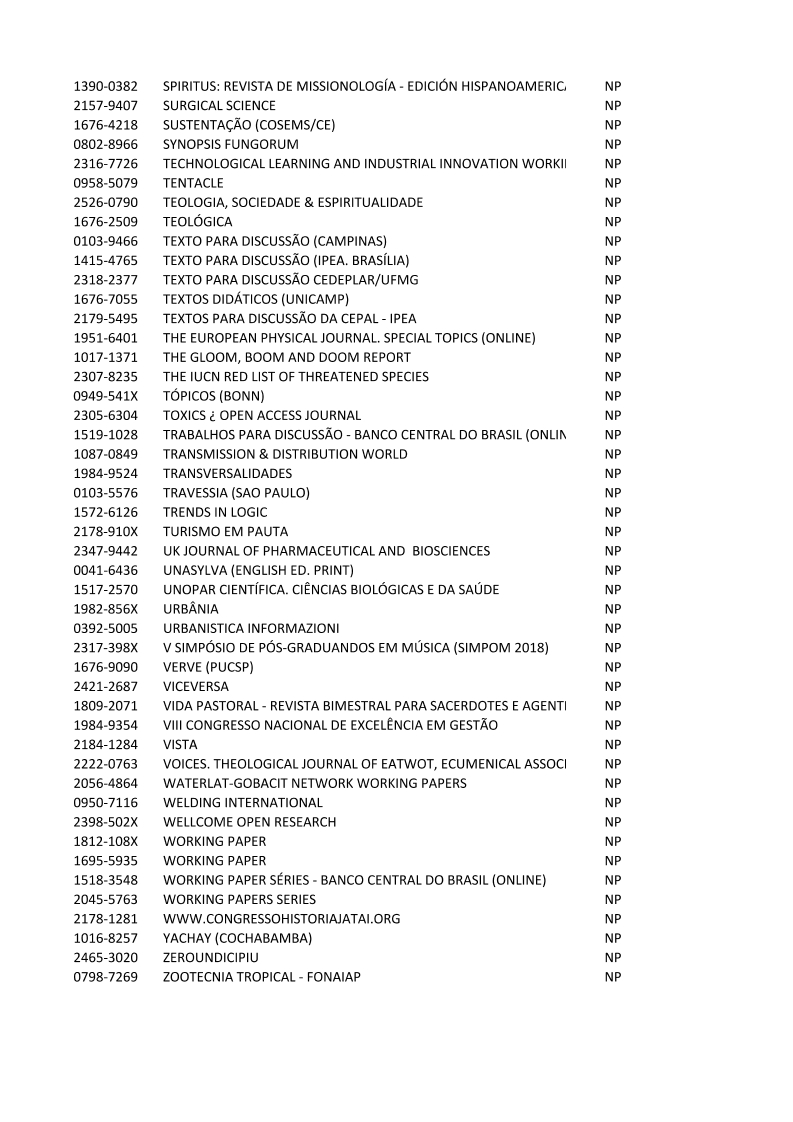 1390-0382 SPIRITUS: REVISTA DE MISSIONOLOGÍA - EDICIÓN HISPANOAMERICA NP
2157-9407 SURGICAL SCIENCE NP
1676-4218 SUSTENTAÇÃO (COSEMS/CE) NP
0802-8966 SYNOPSIS FUNGORUM NP
2316-7726 TECHNOLOGICAL LEARNING AND INDUSTRIAL INNOVATION WORKI NP
0958-5079 TENTACLE NP
2526-0790 TEOLOGIA, SOCIEDADE & ESPIRITUALIDADE NP
1676-2509 TEOLÓGICA NP
0103-9466 TEXTO PARA DISCUSSÃO (CAMPINAS) NP
1415-4765 TEXTO PARA DISCUSSÃO (IPEA. BRASÍLIA) NP
2318-2377 TEXTO PARA DISCUSSÃO CEDEPLAR/UFMG NP
1676-7055 TEXTOS DIDÁTICOS (UNICAMP) NP
2179-5495 TEXTOS PARA DISCUSSÃO DA CEPAL - IPEA NP
1951-6401 THE EUROPEAN PHYSICAL JOURNAL. SPECIAL TOPICS (ONLINE) NP
1017-1371 THE GLOOM, BOOM AND DOOM REPORT NP
2307-8235 THE IUCN RED LIST OF THREATENED SPECIES NP
0949-541X TÓPICOS (BONN) NP
2305-6304 TOXICS ¿ OPEN ACCESS JOURNAL NP
1519-1028 TRABALHOS PARA DISCUSSÃO - BANCO CENTRAL DO BRASIL (ONLIN NP
1087-0849 TRANSMISSION & DISTRIBUTION WORLD NP
1984-9524 TRANSVERSALIDADES NP
0103-5576 TRAVESSIA (SAO PAULO) NP
1572-6126 TRENDS IN LOGIC NP
2178-910X TURISMO EM PAUTA NP
2347-9442 UK JOURNAL OF PHARMACEUTICAL AND  BIOSCIENCES NP
0041-6436 UNASYLVA (ENGLISH ED. PRINT) NP
1517-2570 UNOPAR CIENTÍFICA. CIÊNCIAS BIOLÓGICAS E DA SAÚDE NP
1982-856X URBÂNIA NP
0392-5005 URBANISTICA INFORMAZIONI NP
2317-398X V SIMPÓSIO DE PÓS-GRADUANDOS EM MÚSICA (SIMPOM 2018) NP
1676-9090 VERVE (PUCSP) NP
2421-2687 VICEVERSA NP
1809-2071 VIDA PASTORAL - REVISTA BIMESTRAL PARA SACERDOTES E AGENTI NP
1984-9354 VIII CONGRESSO NACIONAL DE EXCELÊNCIA EM GESTÃO NP
2184-1284 VISTA NP
2222-0763 VOICES. THEOLOGICAL JOURNAL OF EATWOT, ECUMENICAL ASSOCI NP
2056-4864 WATERLAT-GOBACIT NETWORK WORKING PAPERS NP
0950-7116 WELDING INTERNATIONAL NP
2398-502X WELLCOME OPEN RESEARCH NP
1812-108X WORKING PAPER NP
1695-5935 WORKING PAPER NP
1518-3548 WORKING PAPER SÉRIES - BANCO CENTRAL DO BRASIL (ONLINE) NP
2045-5763 WORKING PAPERS SERIES NP
2178-1281 WWW.CONGRESSOHISTORIAJATAI.ORG NP
1016-8257 YACHAY (COCHABAMBA) NP
2465-3020 ZEROUNDICIPIU NP
0798-7269 ZOOTECNIA TROPICAL - FONAIAP NP